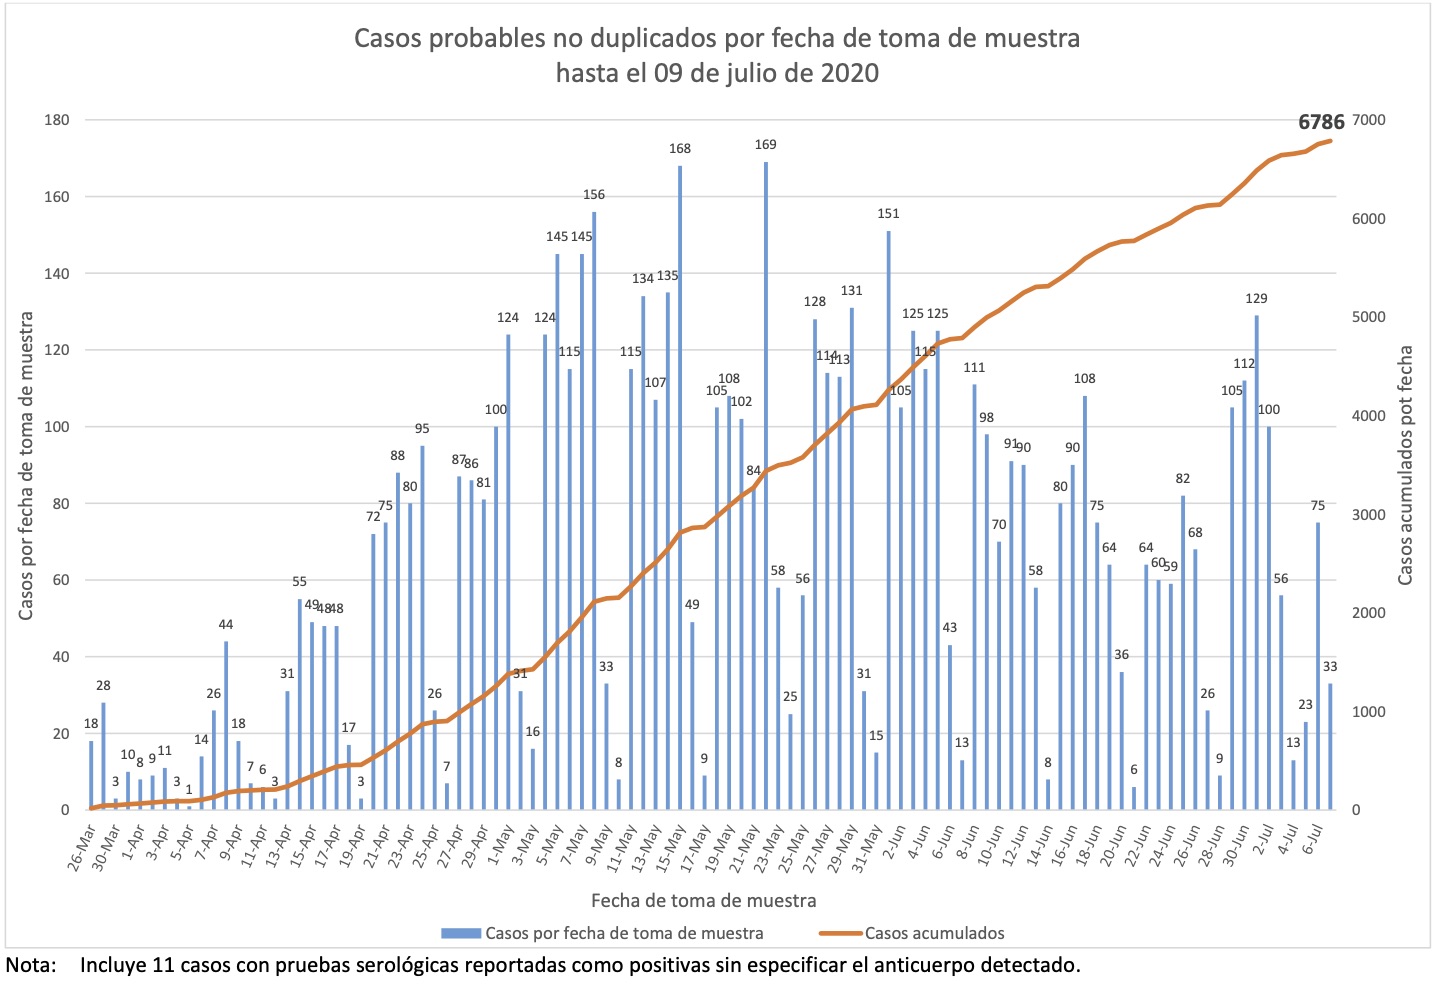 Casos probables no duplicados por fecha de toma de muestra
hasta el 09 de julio de 2020
Casos por fecha de toma de muestra
180
160
140
120
100
80
60
40
20
0
18
28
3
10
8
9
11
3
1
14
26
44
18
7
6
3
31
55
49
48
48
17
3
72
75
88
80
95
26
7
87
86
81
100
124
31
16
124
145
115
145
156
33
8
115
134
107
135
168
49
9
105
108
102
84
169
58
25
56
128
114
113
131
31
15
151
105
125
115
125
43
13
111
98
70
91
90
58
8
80
90
108
75
64
36
6
64
60
59
82
68
26
9
105
112
129
100
56
13
23
75
33
6786
7000
6000
5000
4000
3000
2000
1000
0
Casos acumulados pot fecha
26-Mar
30-Mar
1-Apr
3-Apr
5-Apr
7-Apr
9-Apr
11-Apr
13-Apr
15-Apr
17-Apr
19-Apr
21-Apr
23-Apr
25-Apr
27-Apr
29-Apr
1-May
3-May
5-May
7-May
9-May
11-May
13-May
15-May
17-May
19-May
21-May
23-May
25-May
27-May
29-May
31-May
2-Jun
4-Jun
6-Jun
8-Jun
10-Jun
12-Jun
14-Jun
16-Jun
18-Jun
20-Jun
22-Jun
24-Jun
26-Jun
28-Jun
30-Jun
2-Jul
4-Jul
6-Jul
Fecha de toma de muestra
Casos por fecha de toma de muestra
Casos acumulados
Nota: Incluye 11 casos con pruebas serológicas reportadas como positivas sin especificar el anticuerpo detectado.